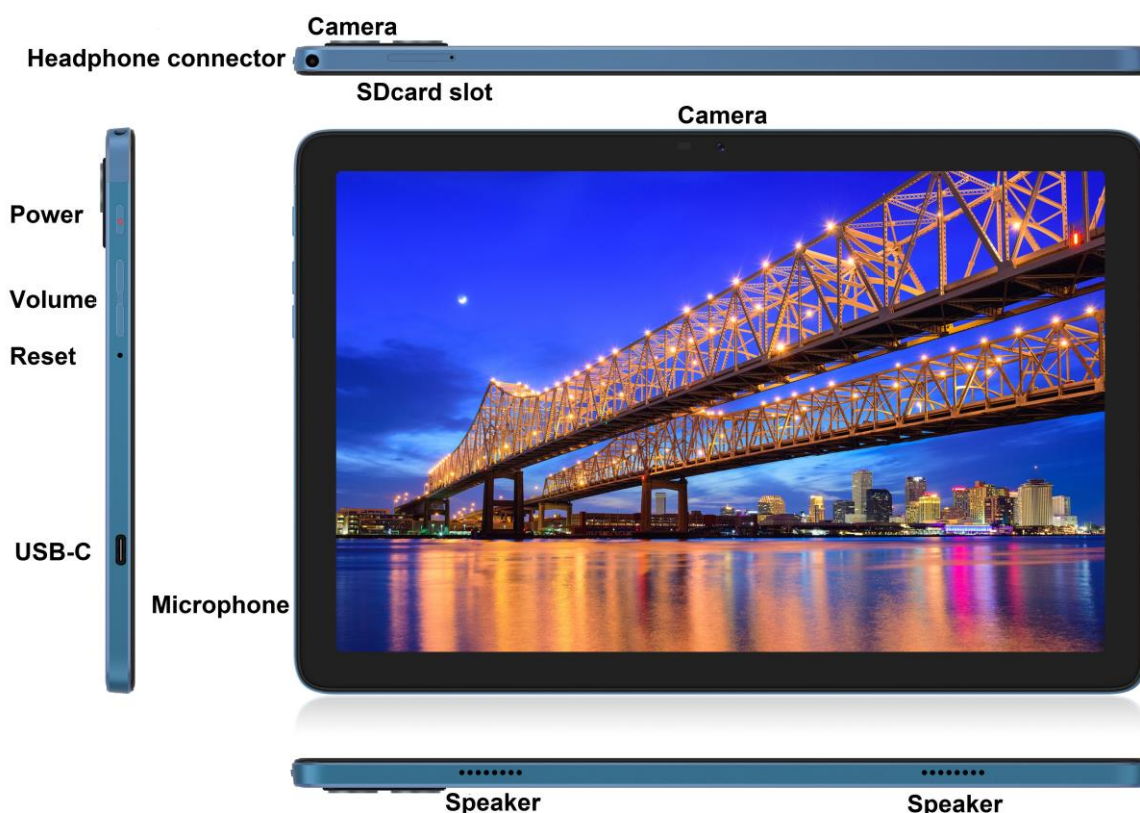 Camera
Headphone connector
SDcard slot
Camera
Power
Volume
Reset
USB-C
Microphone
Speaker
Speaker